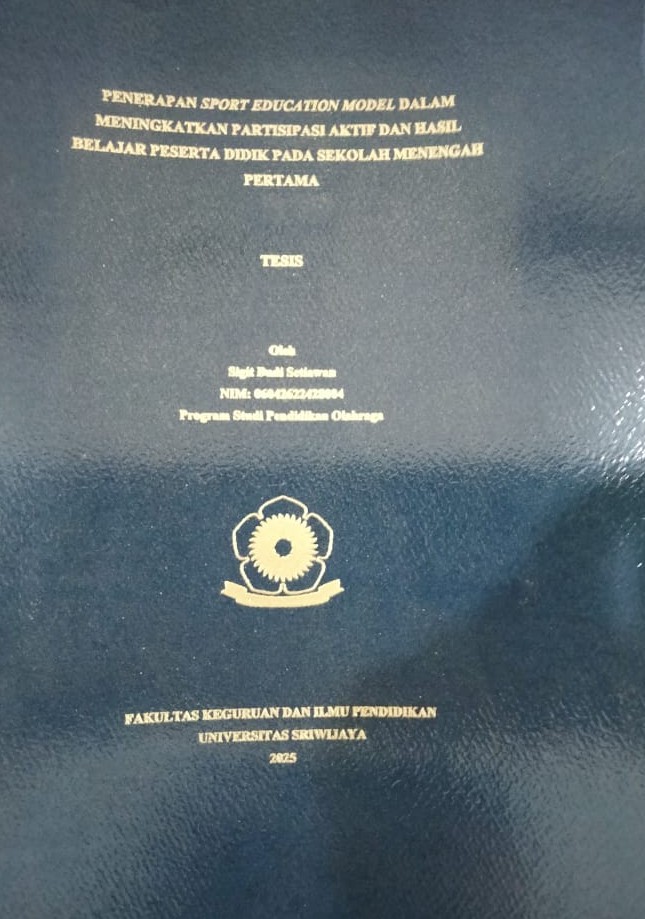 PENERAPAN SPORT EDUCATION MODEL DALAM
MENINGKATKAN PARTISIPASI AKTIF DAN HASIL
BELAJAR PESERTA DIDIK PADA SEKOLAH MENENGAH
PERTAMA
TESIS
Oleh
Sigit Budi Setiawan
NIM:
Program Studi Pendidikan Olahraga
FAKULTAS KEGURUAN DAN ILMU PENDIDIKAN
UNIVERSITAS SRIWIJAYA
2025